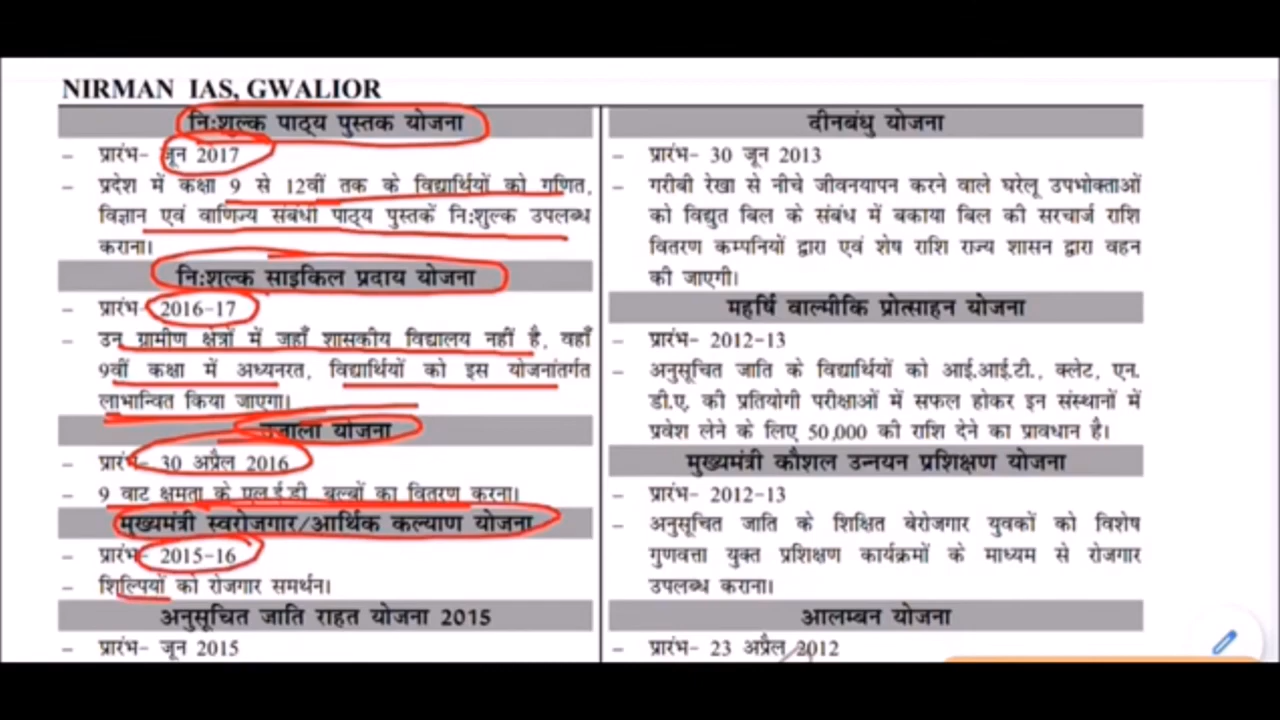 NIRMAN IAS, GWALIOR
नि:शुल्क पाठ्य पुस्तक योजना
– प्रारंभ- जून 2017
– प्रदेश में कक्षा 9 से 12वीं तक के विद्यार्थियों को गणित,
विज्ञान एवं वाणिज्य संबंधी पाठ्य पुस्तकें नि:शुल्क उपलब्ध
कराना।
नि:शुल्क साइकिल प्रदाय योजना
– प्रारंभ- 2016-17
– उन ग्रामीण क्षेत्रों में जहाँ शासकीय विद्यालय नहीं है, वहाँ
9वीं कक्षा में अध्यनरत, विद्यार्थियों को इस योजनांतर्गत
लाभान्वित किया जाएगा।
उजाला योजना
– प्रारंभ- 30 अप्रैल 2016
– 9 वाट क्षमता के एल.ई.डी. बल्बों का वितरण करना।
मुख्यमंत्री स्वरोजगार/आर्थिक कल्याण योजना
– प्रारंभ- 2015-16
– शिल्पियों को रोजगार समर्थन।
अनुसूचित जाति राहत योजना 2015
– प्रारंभ- जून 2015
दीनबंधु योजना
– प्रारंभ- 30 जून 2013
– गरीबी रेखा से नीचे जीवनयापन करने वाले घरेलू उपभोक्ताओं
को विद्युत बिल के संबंध में बकाया बिल की सरचार्ज राशि
वितरण कम्पनियों द्वारा एवं शेष राशि राज्य शासन द्वारा वहन
की जाएगी।
महर्षि वाल्मीकि प्रोत्साहन योजना
– प्रारंभ- 2012-13
– अनुसूचित जाति के विद्यार्थियों को आई.आई.टी., क्लेट, एन.
डी.ए. की प्रतियोगी परीक्षाओं में सफल होकर इन संस्थानों में
प्रवेश लेने के लिए 50,000 की राशि देने का प्रावधान है।
मुख्यमंत्री कौशल उन्नयन प्रशिक्षण योजना
– प्रारंभ- 2012-13
– अनुसूचित जाति के शिक्षित बेरोजगार युवकों को विशेष
गुणवत्ता युक्त प्रशिक्षण कार्यक्रमों के माध्यम से रोजगार
उपलब्ध कराना।
आलम्बन योजना
– प्रारंभ- 23 अप्रैल 2012